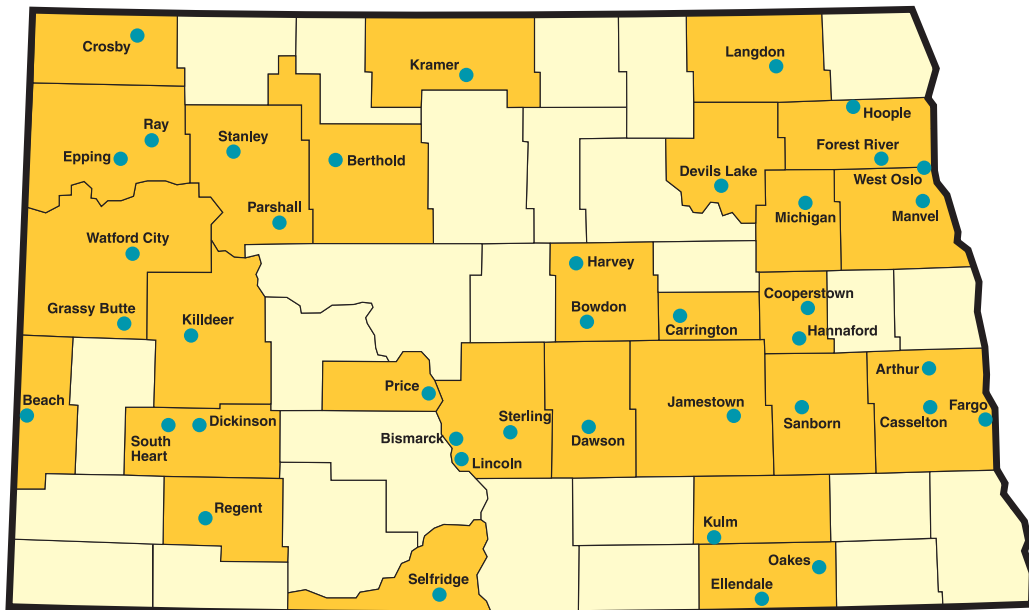 Crosby
Kramer
Langdon
Hoople
Ray
Stanley
Epping
Berthold
Forest River
Devils Lake
West Oslo
Parshall
Michigan
Manvel
Watford City
Harvey
Cooperstown
Grassy Butte
Killdeer
Bowdon
Carrington
Hannaford
Arthur
Price
Beach
Jamestown
Fargo
Dickinson
Sterling
Sanborn
Casselton
South
Heart
Bismarck
Dawson
Lincoln
Regent
Kulm
Oakes
Selfridge
Ellendale